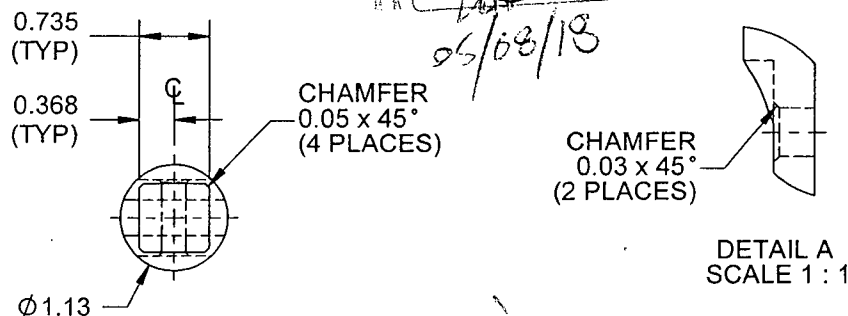 0.735
(TYP)
0.368
(TYP)
℄
CHAMFER
0.05 x 45°
(4 PLACES)
Ø1.13
05/08/18
CHAMFER
0.03 x 45°
(2 PLACES)
DETAIL A
SCALE 1 : 1